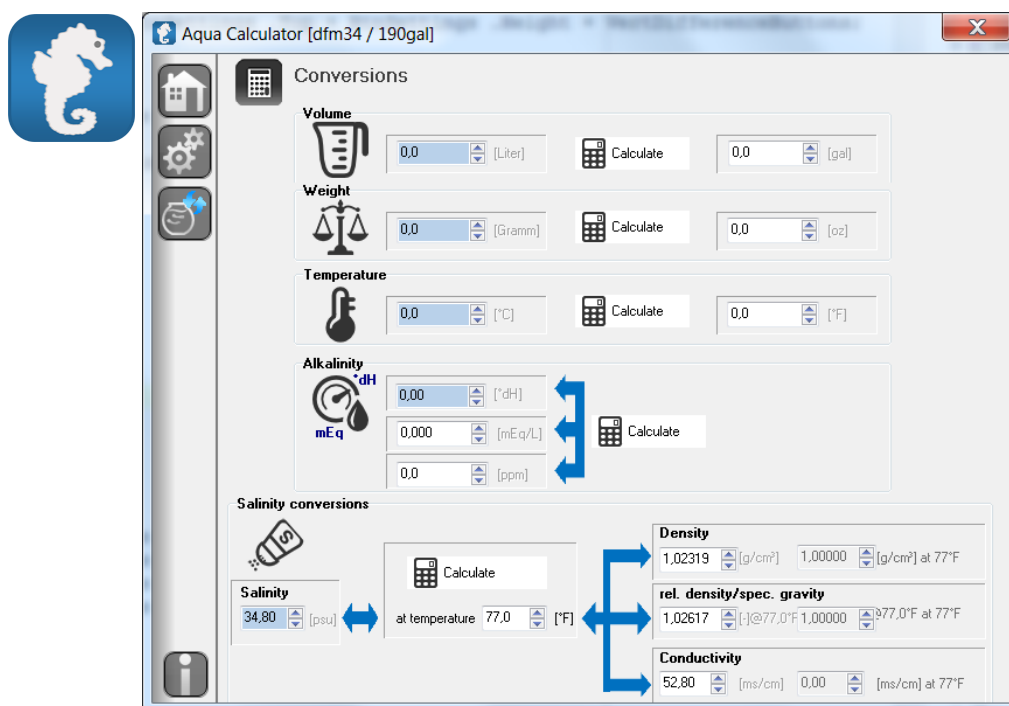 Aqua Calculator [dfm34 / 190gal]
Conversions
Volume
0,0 [Liter] Calculate 0,0 [gal]
Weight
0,0 [Gramm] Calculate 0,0 [oz]
Temperature
0,0 [°C] Calculate 0,0 [°F]
Alkalinity
°dH
mEq
0,00 [°dH]
0,000 [mEq/L] Calculate
0,0 [ppm]
Salinity conversions
S
Salinity
34,80 [psu]
Calculate
at temperature 77,0 [°F]
Density
1,02319 [g/cm³] 1,00000 [g/cm³] at 77°F
rel. density/spec. gravity
1,02617 [-]@77,0°F 1,00000 77,0°F at 77°F
Conductivity
52,80 [ms/cm] 0,00 [ms/cm] at 77°F